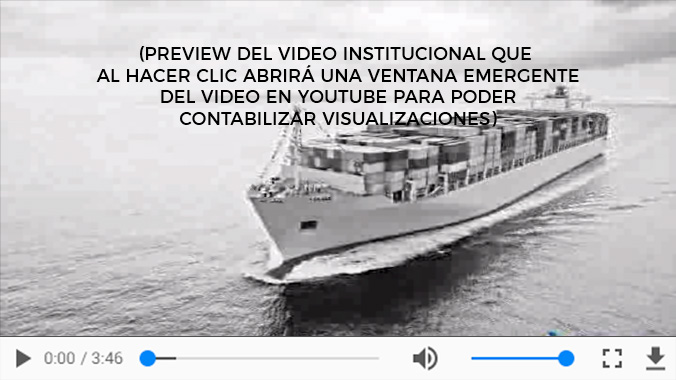 (PREVIEW DEL VIDEO INSTITUCIONAL QUE
AL HACER CLIC ABRIRÁ UNA VENTANA EMERGENTE
DEL VIDEO EN YOUTUBE PARA PODER
CONTABILIZAR VISUALIZACIONES)
0:00 / 3:46